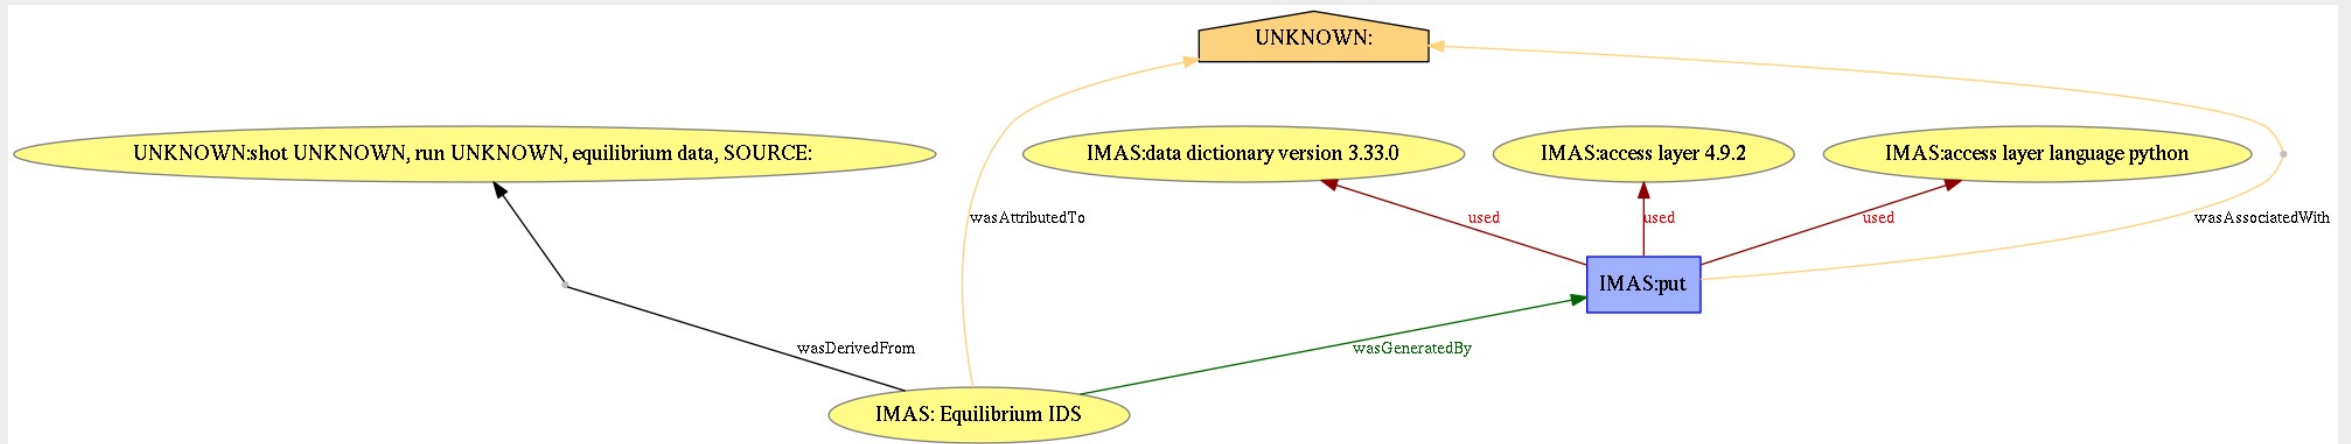 UNKNOWN:
UNKNOWN:shot UNKNOWN, run UNKNOWN, equilibrium data, SOURCE:
IMAS:data dictionary version 3.33.0
IMAS:access layer 4.9.2
IMAS:access layer language python
wasAttributedTo
used
used
used
wasAssociatedWith
IMAS:put
wasDerivedFrom
wasGeneratedBy
IMAS: Equilibrium IDS